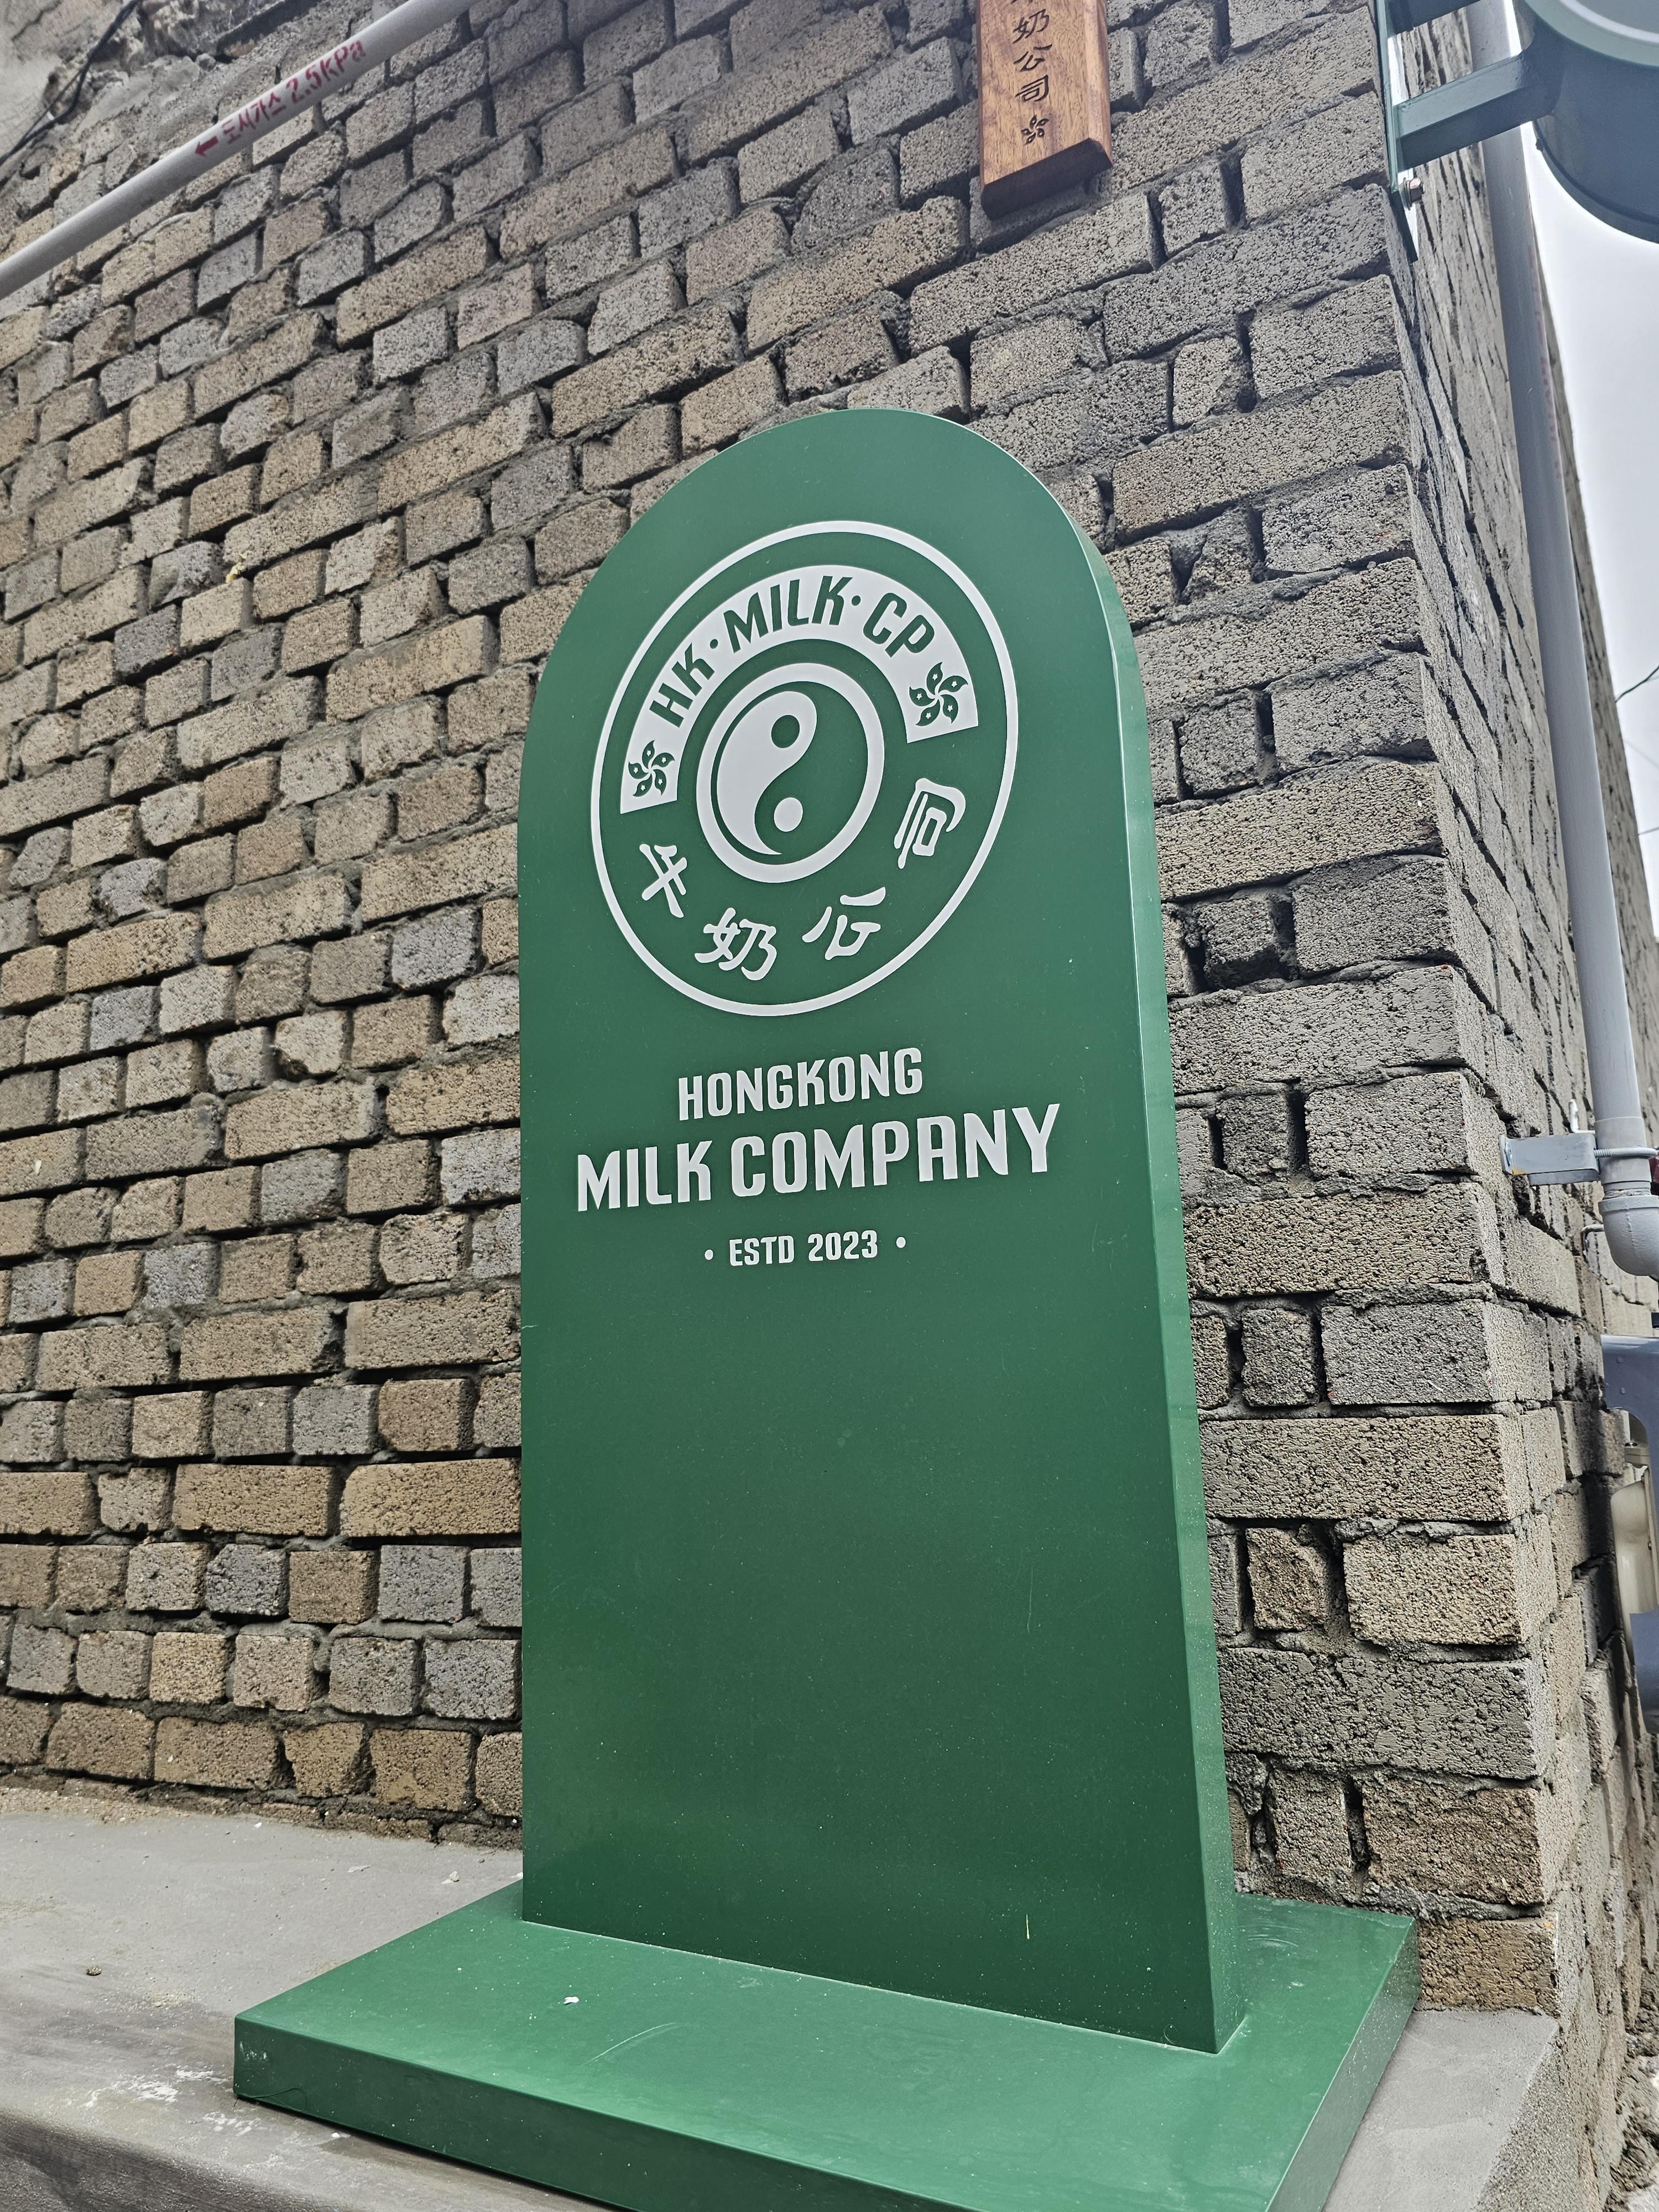 ← 도시가스 2.5kPa
奶公司
HK·MILK·CP
牛奶公司
HONGKONG
MILK COMPANY
• ESTD 2023 •